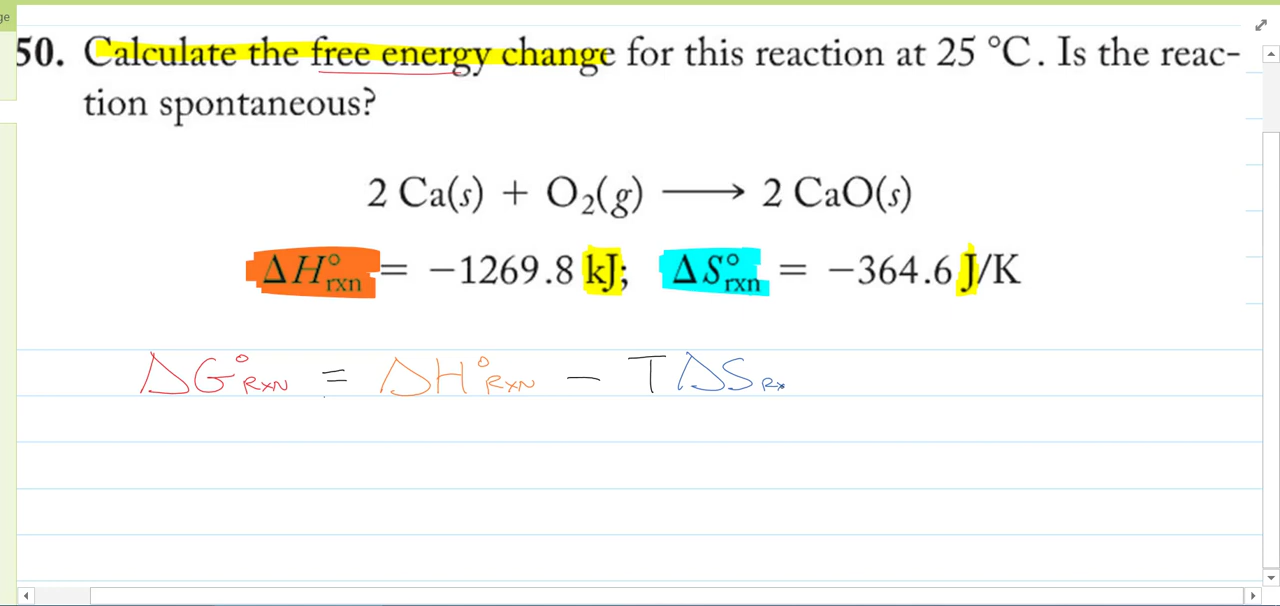 ge
50. Calculate the free energy change for this reaction at 25 °C. Is the reac-
tion spontaneous?
2 Ca(s) + O₂(g) ⟶ 2 CaO(s)
ΔH°rxn = −1269.8 kJ; ΔS°rxn = −364.6 J/K
ΔG°RXN = ΔH°RXN − TΔSRx